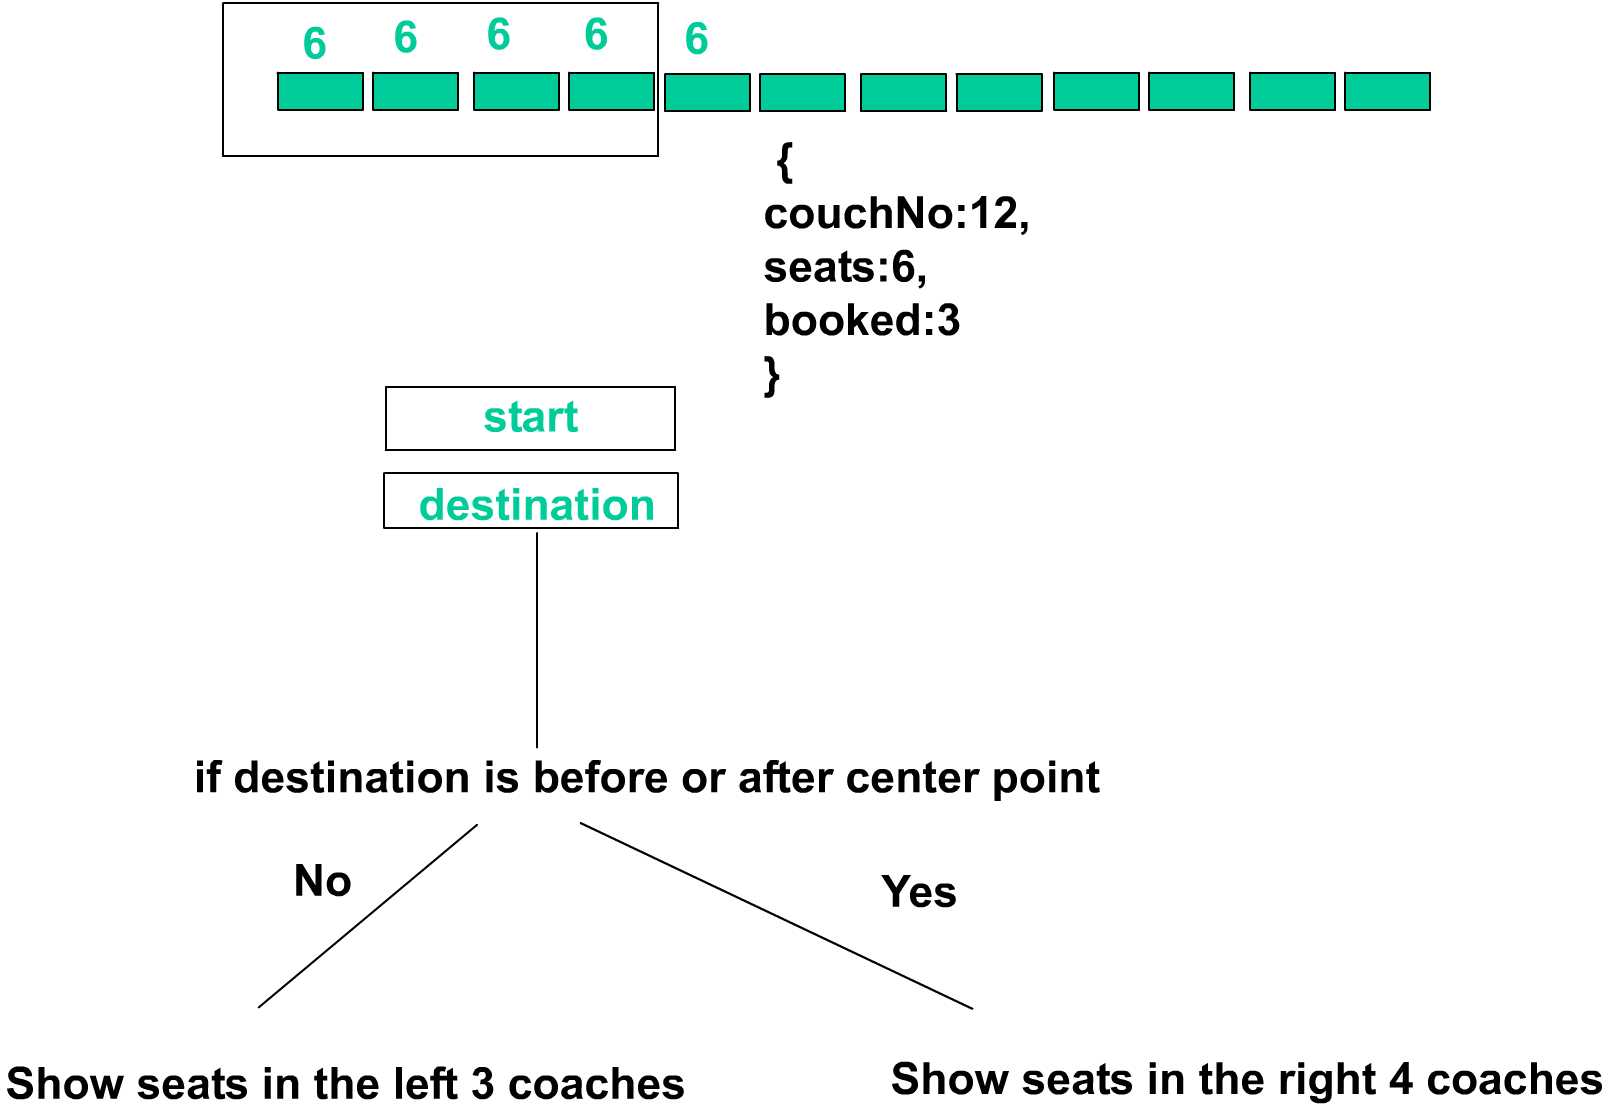 6 6 6 6 6
{
couchNo:12,
seats:6,
booked:3
}
start
destination
if destination is before or after center point
No
Yes
Show seats in the left 3 coaches
Show seats in the right 4 coaches